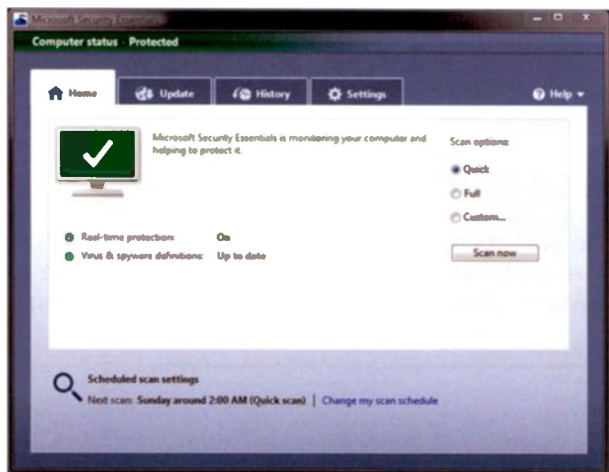 Microsoft Security Essentials
Computer status - Protected
Home
Update
History
Settings
Help
Microsoft Security Essentials is monitoring your computer and
helping to protect it.
Scan options:
Quick
Full
Custom...
Scan now
Real-time protection: On
Virus & spyware definitions: Up to date
Scheduled scan settings
Next scan: Sunday around 2:00 AM (Quick scan) | Change my scan schedule